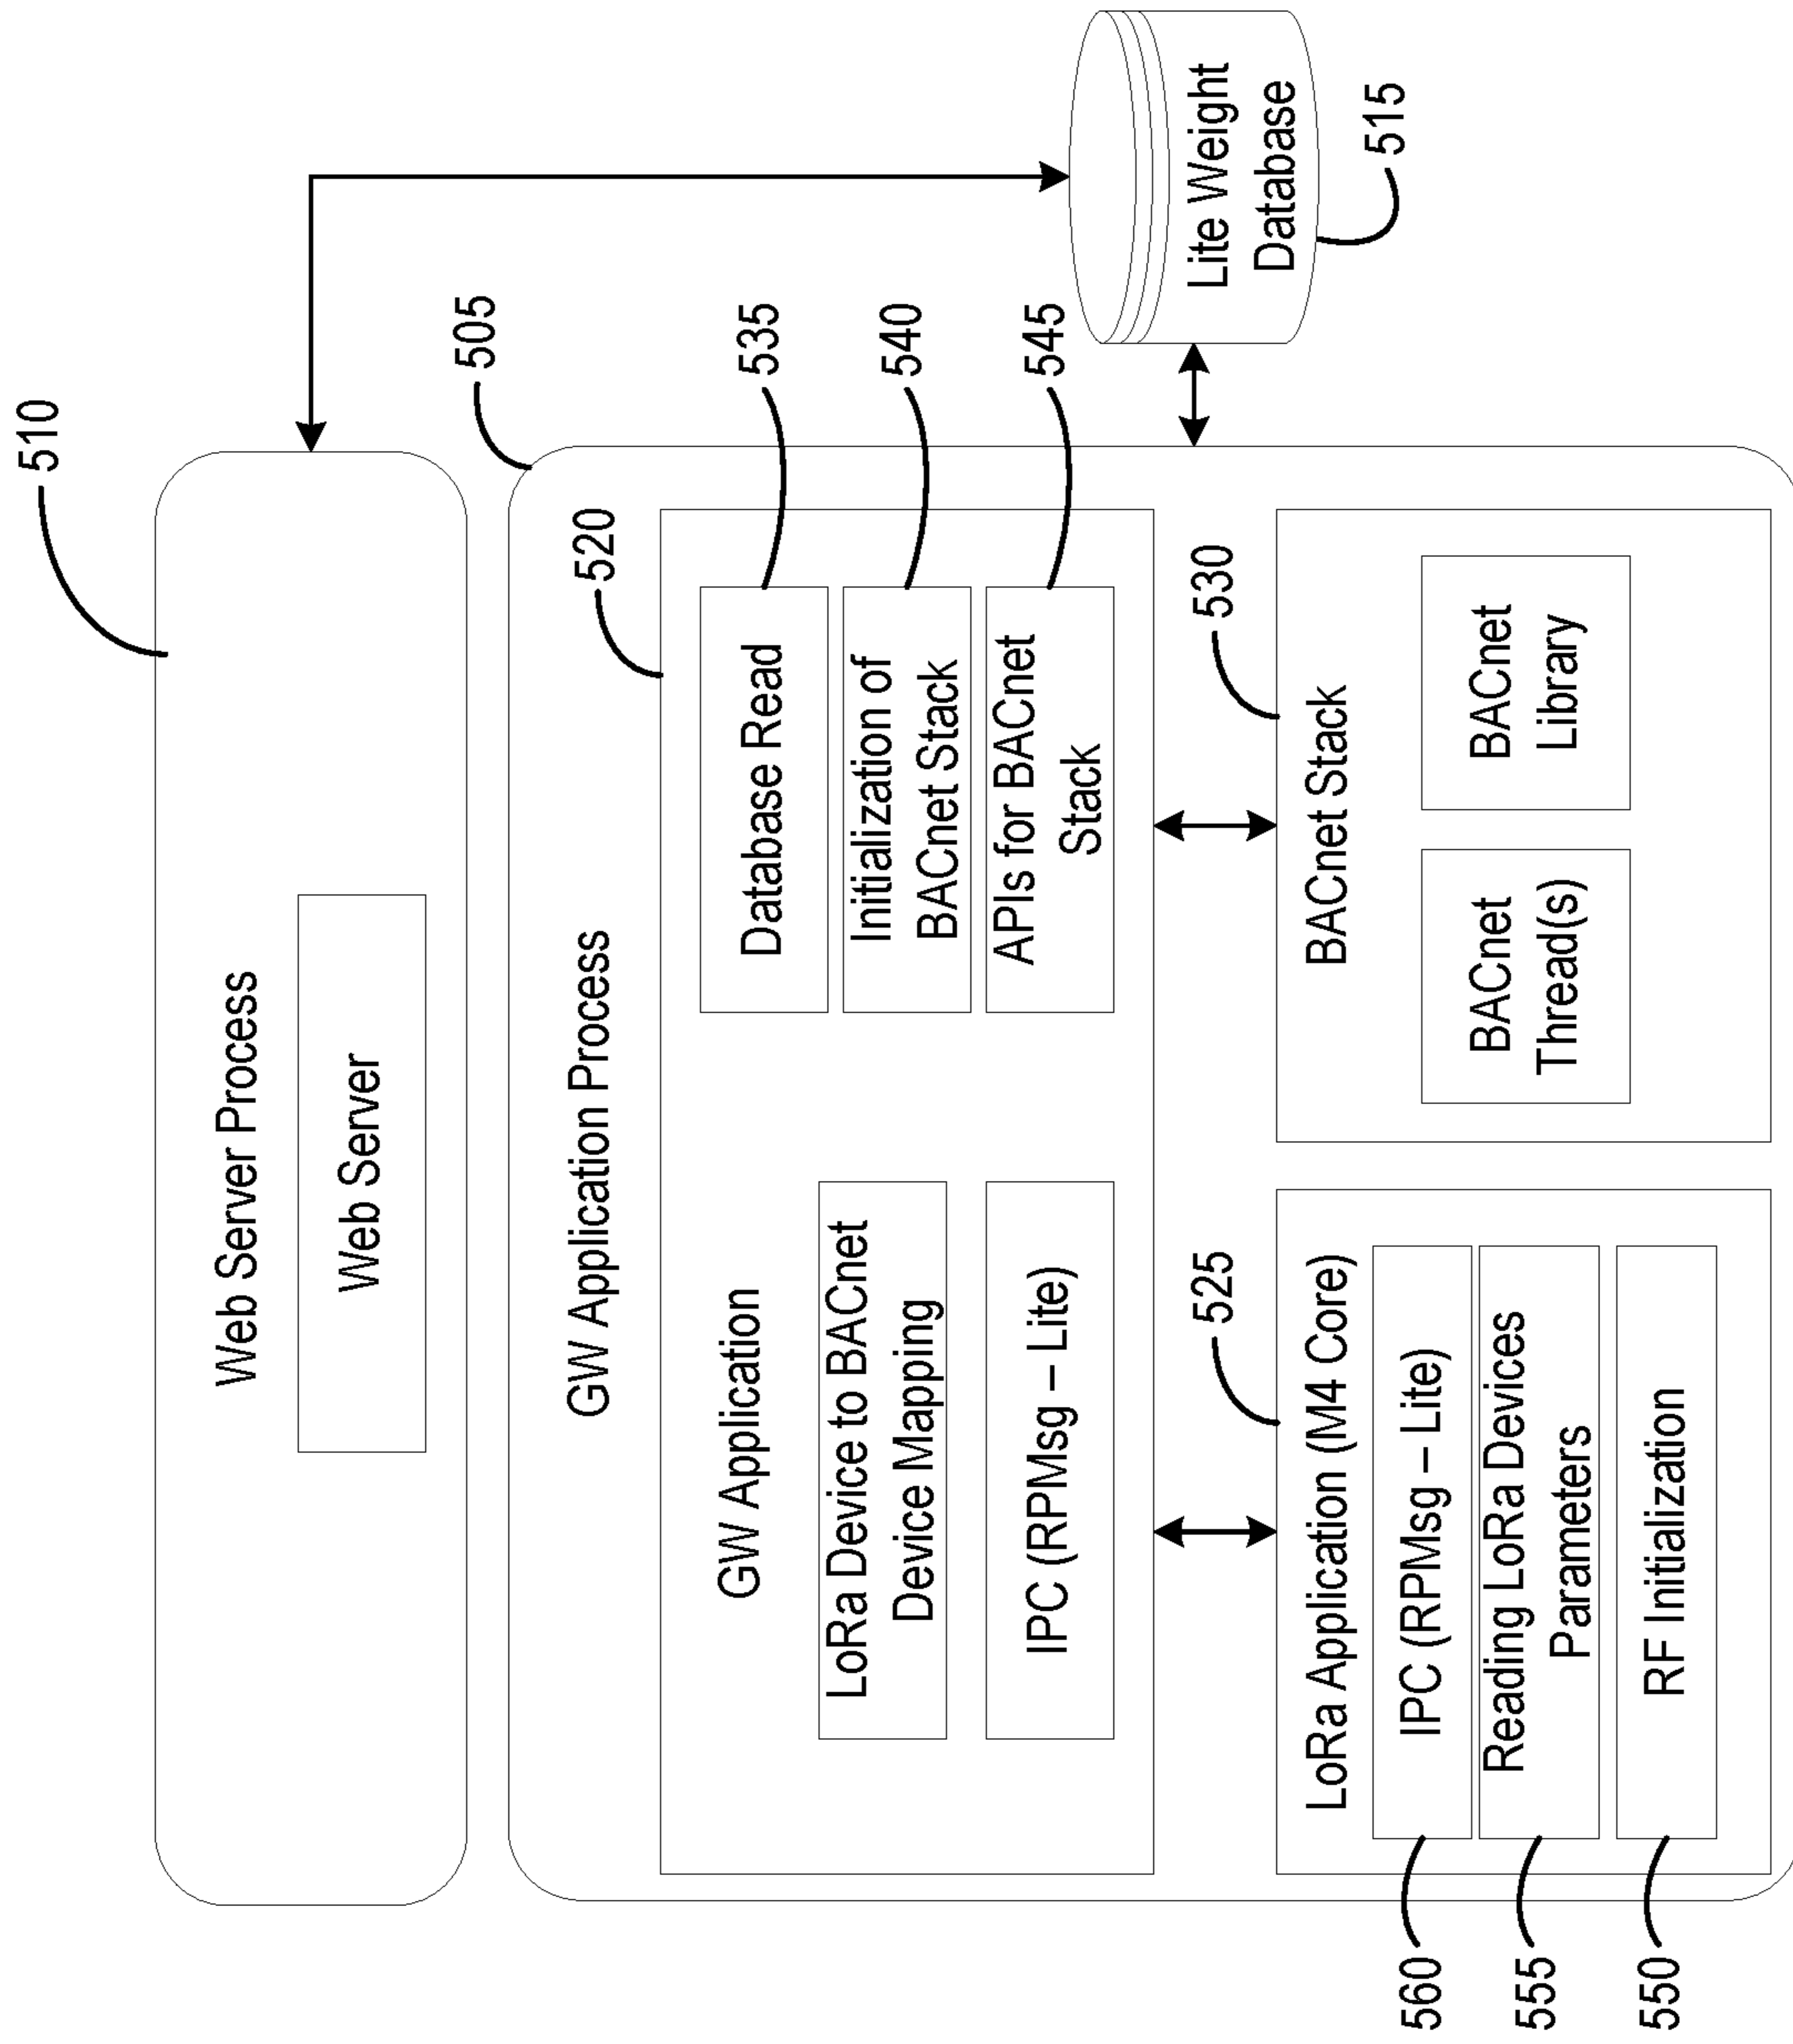 510
Web Server Process
Web Server
505
GW Application Process
520
GW Application
LoRa Device to BACnet
Device Mapping
IPC (RPMsg – Lite)
Database Read
535
Initialization of
BACnet Stack
540
APIs for BACnet
Stack
545
525
LoRa Application (M4 Core)
IPC (RPMsg – Lite)
560
Reading LoRa Devices
Parameters
555
RF Initialization
550
530
BACnet Stack
BACnet
Thread(s)
BACnet
Library
Lite Weight
Database
515